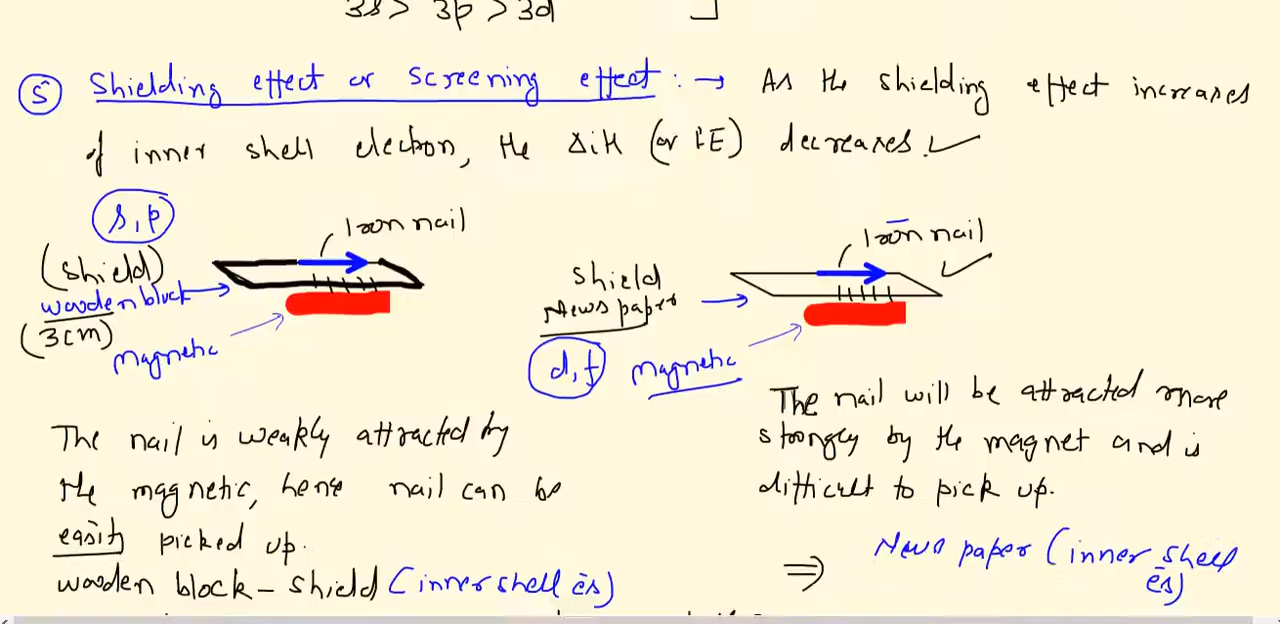 3s > 3p > 3d ]
⑤ Shielding effect or screening effect : → As the shielding effect increases
of inner shell electron, the ΔiH (or IE) decreases. ✓
s, p
Iron nail
(shield)
wooden block →
(3cm)
magnetic
Iron nail
shield
News paper →
d, f
magnetic
The nail is weakly attracted by
the magnetic, hense nail can be
easily picked up.
wooden block – shield (inner shell ēs)
The nail will be attracted more
strongly by the magnet and is
difficult to pick up.
⇒ News paper (inner shell
ēs)